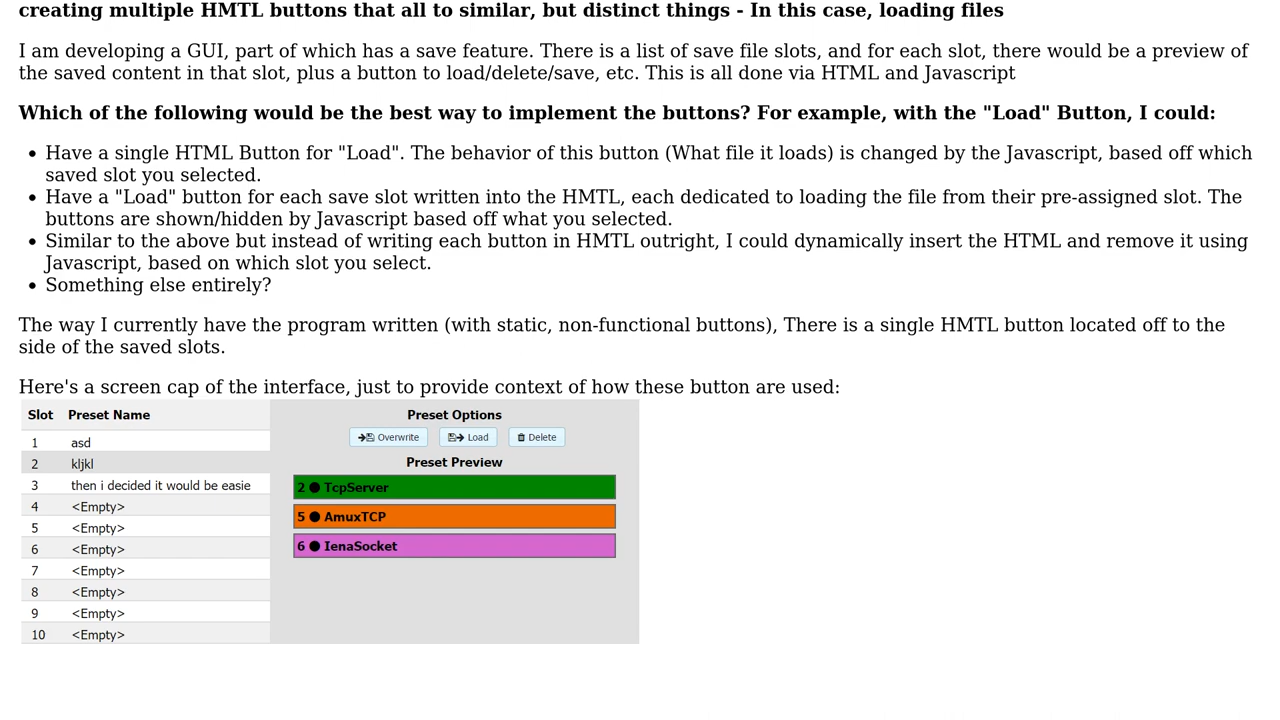 creating multiple HMTL buttons that all to similar, but distinct things - In this case, loading files
I am developing a GUI, part of which has a save feature. There is a list of save file slots, and for each slot, there would be a preview of
the saved content in that slot, plus a button to load/delete/save, etc. This is all done via HTML and Javascript
Which of the following would be the best way to implement the buttons? For example, with the "Load" Button, I could:
• Have a single HTML Button for "Load". The behavior of this button (What file it loads) is changed by the Javascript, based off which
saved slot you selected.
• Have a "Load" button for each save slot written into the HMTL, each dedicated to loading the file from their pre-assigned slot. The
buttons are shown/hidden by Javascript based off what you selected.
• Similar to the above but instead of writing each button in HMTL outright, I could dynamically insert the HTML and remove it using
Javascript, based on which slot you select.
• Something else entirely?
The way I currently have the program written (with static, non-functional buttons), There is a single HMTL button located off to the
side of the saved slots.
Here's a screen cap of the interface, just to provide context of how these button are used:
Slot Preset Name
1 asd
2 kljkl
3 then i decided it would be easie
4 <Empty>
5 <Empty>
6 <Empty>
7 <Empty>
8 <Empty>
9 <Empty>
10 <Empty>
Preset Options
Overwrite Load Delete
Preset Preview
2 ● TcpServer
5 ● AmuxTCP
6 ● IenaSocket